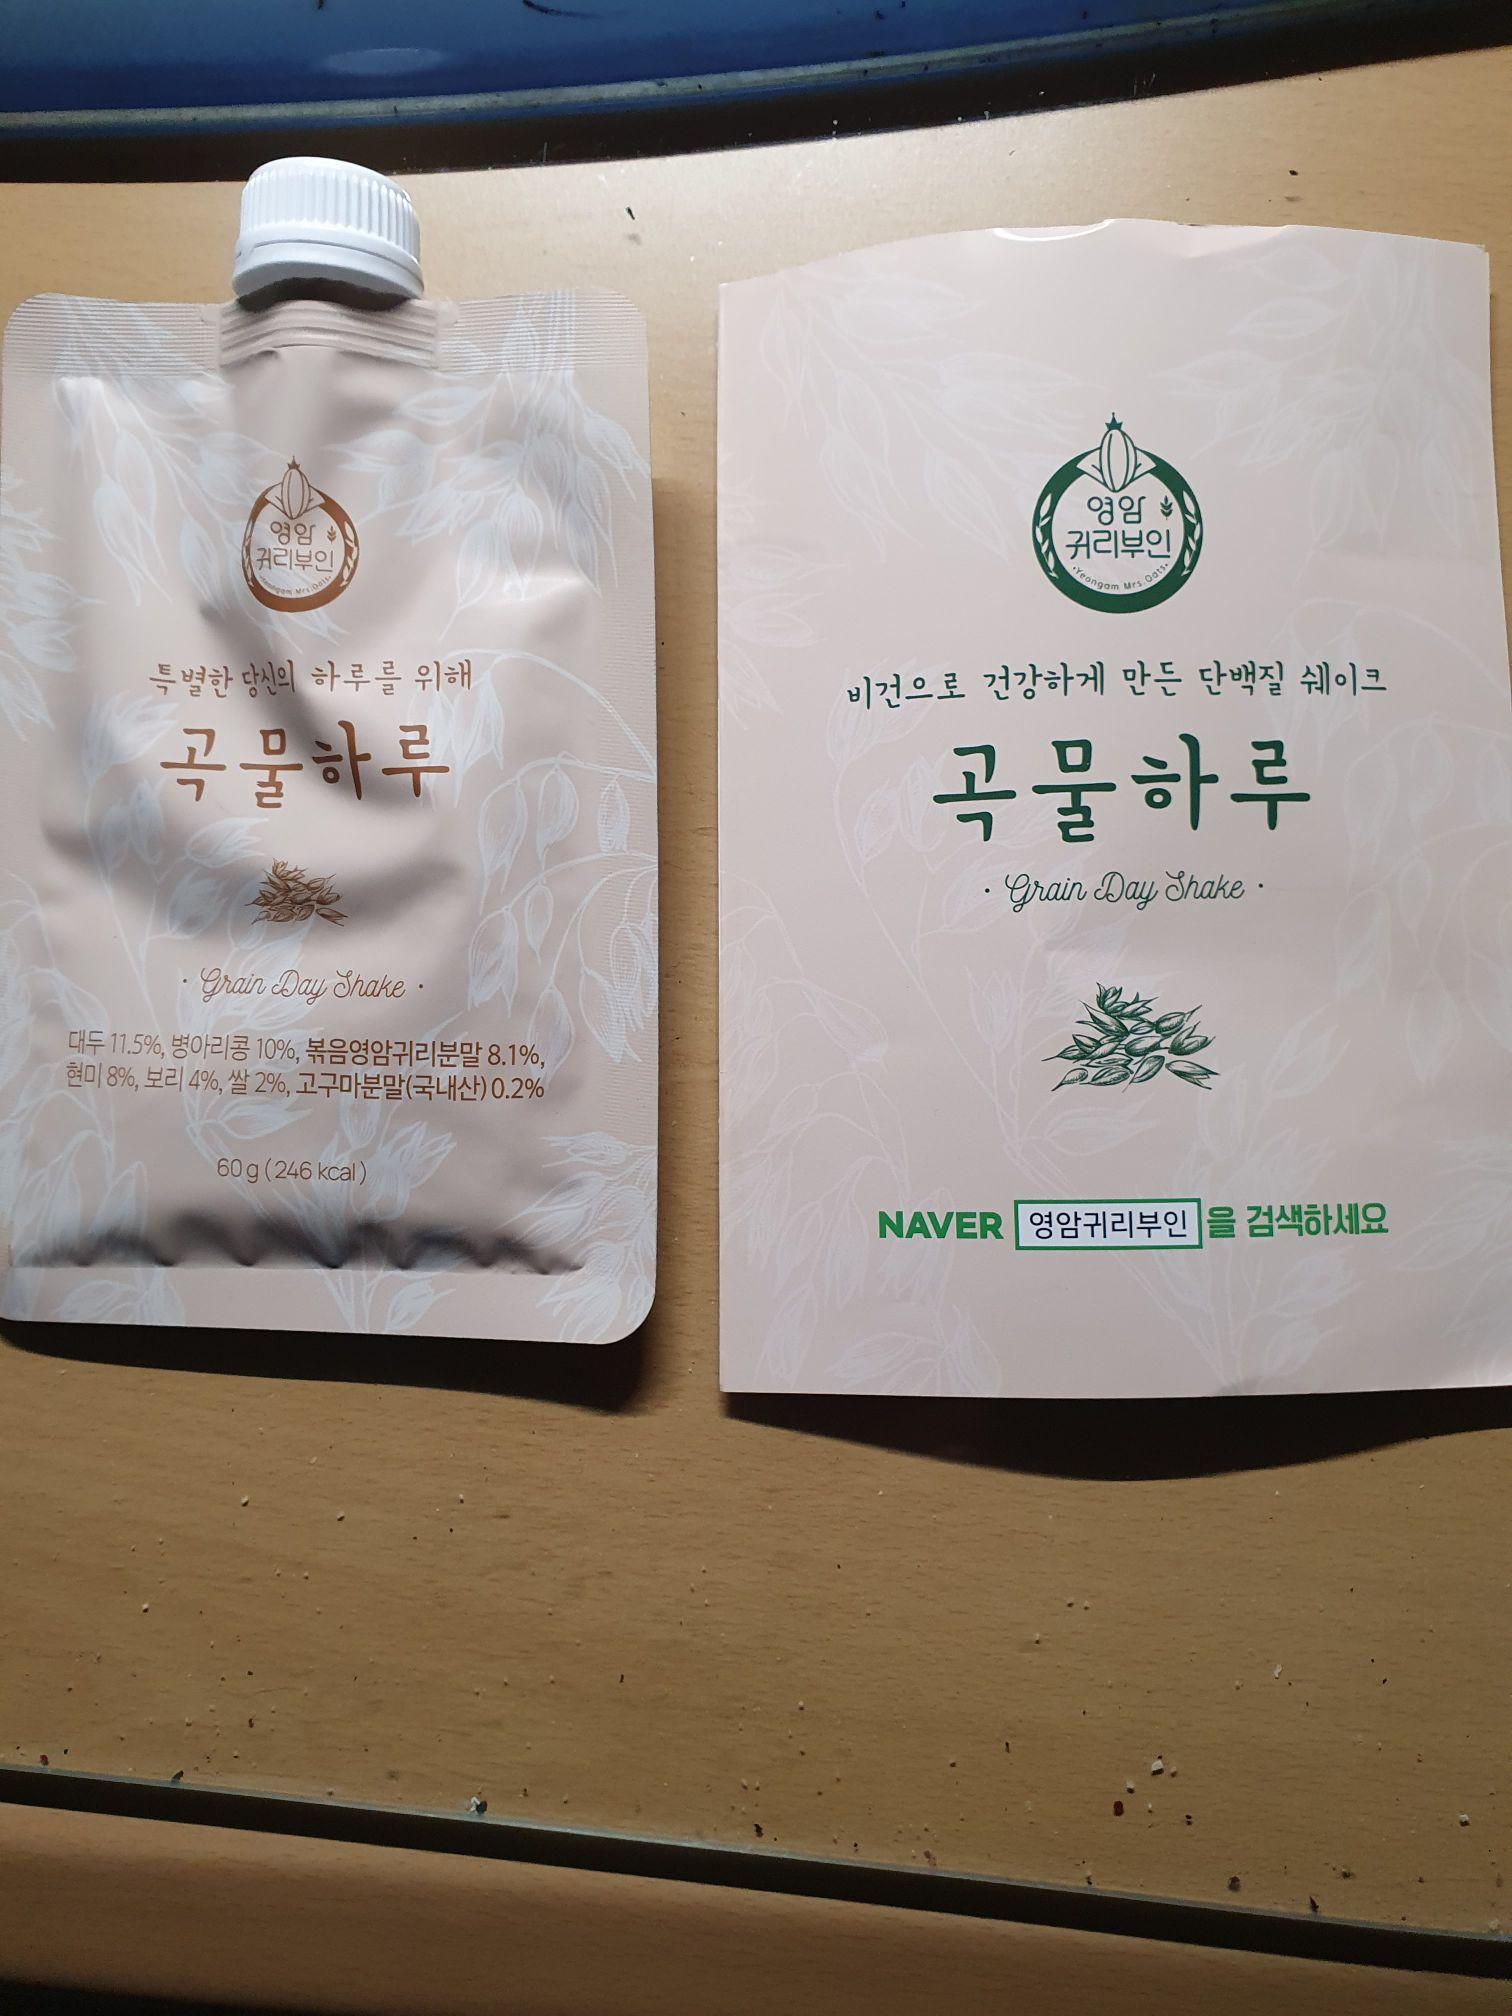 영암
귀리부인
Yeongam Mrs.Oats
특별한 당신의 하루를 위해
곡물하루
· Grain Day Shake ·
대두 11.5%, 병아리콩 10%, 볶음영암귀리분말 8.1%,
현미 8%, 보리 4%, 쌀 2%, 고구마분말(국내산) 0.2%
60 g ( 246 kcal )
영암
귀리부인
·Yeongam Mrs.Oats·
비건으로 건강하게 만든 단백질 쉐이크
곡물하루
· Grain Day Shake ·
NAVER 영암귀리부인 을 검색하세요